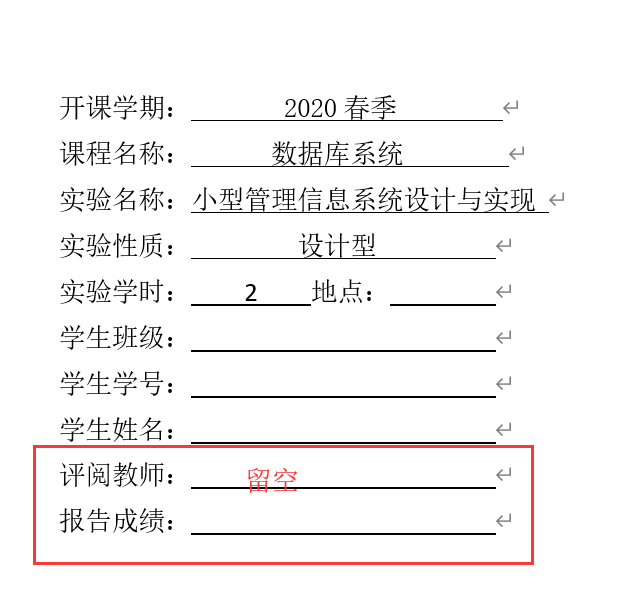 开课学期：2020 春季
课程名称：数据库系统
实验名称：小型管理信息系统设计与实现
实验性质：设计型
实验学时：2 地点：
学生班级：
学生学号：
学生姓名：
评阅教师：留空
报告成绩：